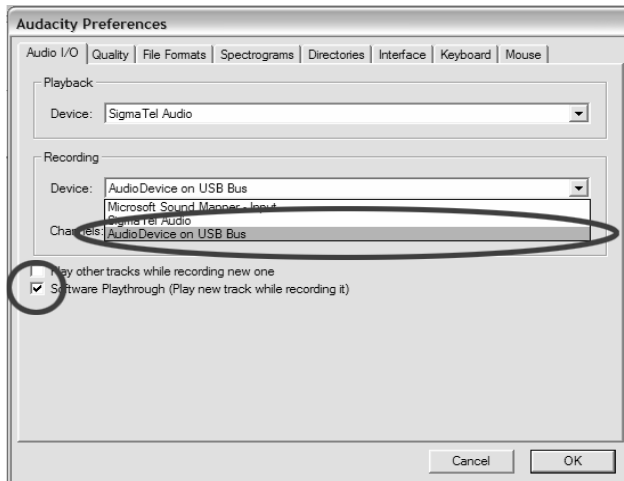 Audacity Preferences
Audio I/O Quality File Formats Spectrograms Directories Interface Keyboard Mouse
Playback
Device: SigmaTel Audio
Recording
Device: AudioDevice on USB Bus
Microsoft Sound Mapper - Input
SigmaTel Audio
Channels: AudioDevice on USB Bus
Play other tracks while recording new one
Software Playthrough (Play new track while recording it)
Cancel OK